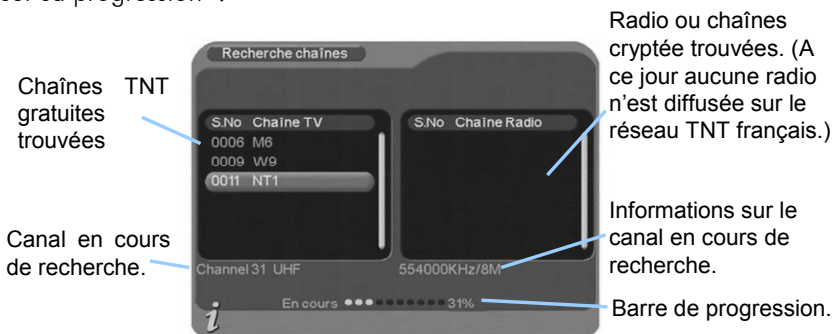 Recherche chaînes
Radio ou chaînes
cryptée trouvées. (A
ce jour aucune radio
n'est diffusée sur le
réseau TNT français.)
Chaînes TNT
gratuites
trouvées
S.No Chaîne TV
0006 M6
0009 W9
0011 NT1
S.No Chaîne Radio
Canal en cours
de recherche.
Channel 31 UHF
554000KHz/8M
Informations sur le
canal en cours de
recherche.
En cours
31%
Barre de progression.
i